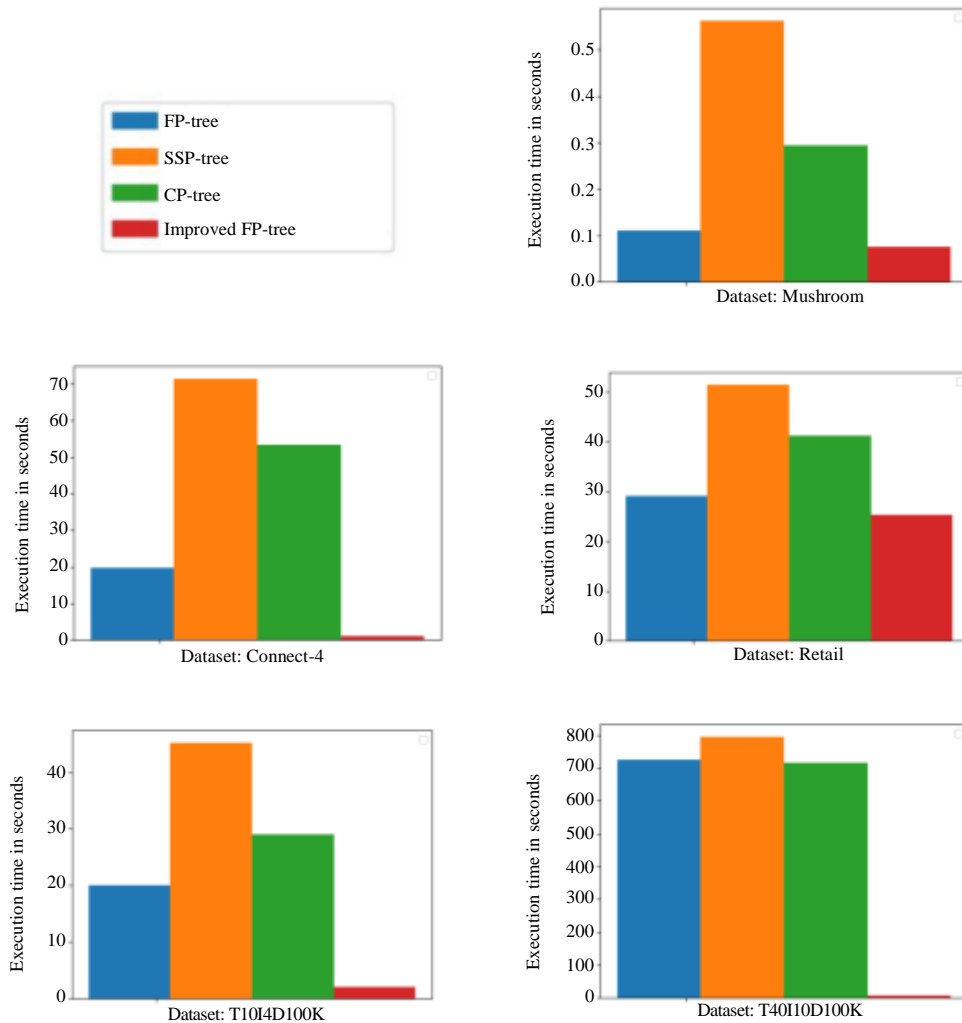 FP-tree
SSP-tree
CP-tree
Improved FP-tree
Execution time in seconds
0.5
0.4
0.3
0.2
0.1
0.0
Dataset: Mushroom
Execution time in seconds
70
60
50
40
30
20
10
0
Dataset: Connect-4
Execution time in seconds
50
40
30
20
10
0
Dataset: Retail
Execution time in seconds
40
30
20
10
0
Dataset: T10I4D100K
Execution time in seconds
800
700
600
500
400
300
200
100
0
Dataset: T40I10D100K